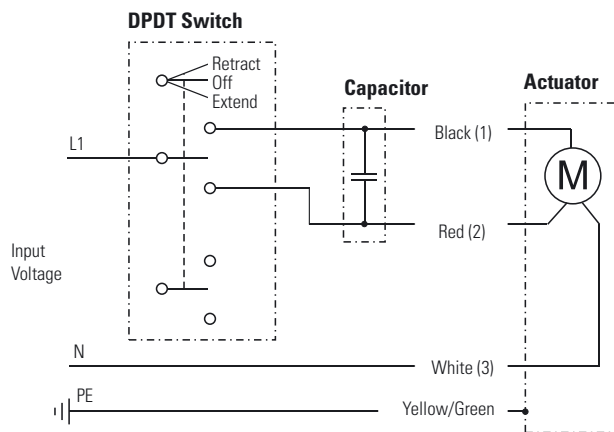 DPDT Switch
Retract
Off
Extend
Capacitor
Actuator
L1
Black (1)
M
Red (2)
Input
Voltage
N
White (3)
PE
Yellow/Green